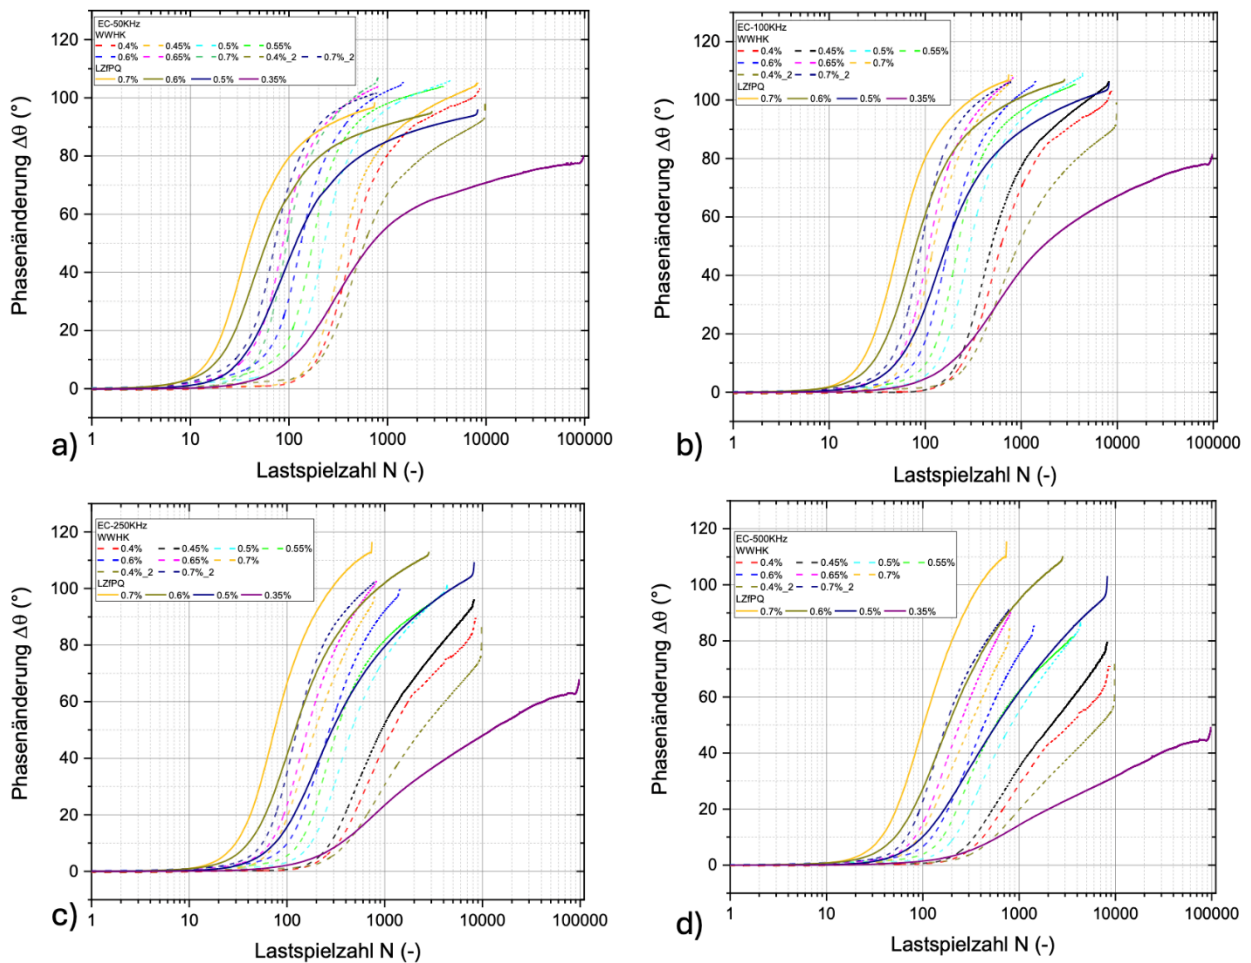 EC-50KHz
WWHK
0.4% 0.45% 0.5% 0.55%
0.6% 0.65% 0.7% 0.4%_2 0.7%_2
LZfPQ
0.7% 0.6% 0.5% 0.35%
120
100
80
60
40
20
0
Phasenänderung Δθ (°)
1 10 100 1000 10000 100000
Lastspielzahl N (-)
a)
EC-100KHz
WWHK
0.4% 0.45% 0.5% 0.55%
0.6% 0.65% 0.7%
0.4%_2 0.7%_2
LZfPQ
0.7% 0.6% 0.5% 0.35%
120
100
80
60
40
20
0
Phasenänderung Δθ (°)
1 10 100 1000 10000 100000
Lastspielzahl N (-)
b)
EC-250KHz
WWHK
0.4% 0.45% 0.5% 0.55%
0.6% 0.65% 0.7%
0.4%_2 0.7%_2
LZfPQ
0.7% 0.6% 0.5% 0.35%
120
100
80
60
40
20
0
Phasenänderung Δθ (°)
1 10 100 1000 10000 100000
Lastspielzahl N (-)
c)
EC-500KHz
WWHK
0.4% 0.45% 0.5% 0.55%
0.6% 0.65% 0.7%
0.4%_2 0.7%_2
LZfPQ
0.7% 0.6% 0.5% 0.35%
120
100
80
60
40
20
0
Phasenänderung Δθ (°)
1 10 100 1000 10000 100000
Lastspielzahl N (-)
d)